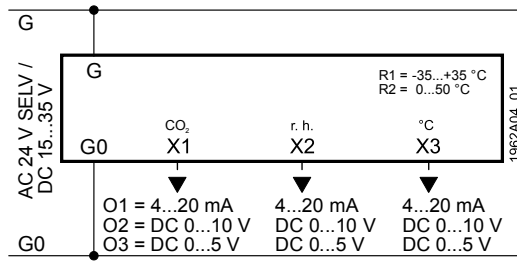 G
AC 24 V SELV /
DC 15...35 V
G
R1 = -35...+35 °C
R2 = 0...50 °C
CO₂ r. h. °C
G0 X1 X2 X3
1962A04_01
O1 = 4...20 mA 4...20 mA 4...20 mA
O2 = DC 0...10 V DC 0...10 V DC 0...10 V
O3 = DC 0...5 V DC 0...5 V DC 0...5 V
G0